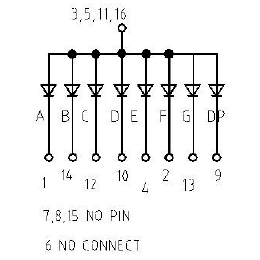 3,5,11,16
A B C D E F G DP
1 14 12 10 4 2 13 9
7,8,15 NO PIN
6 NO CONNECT